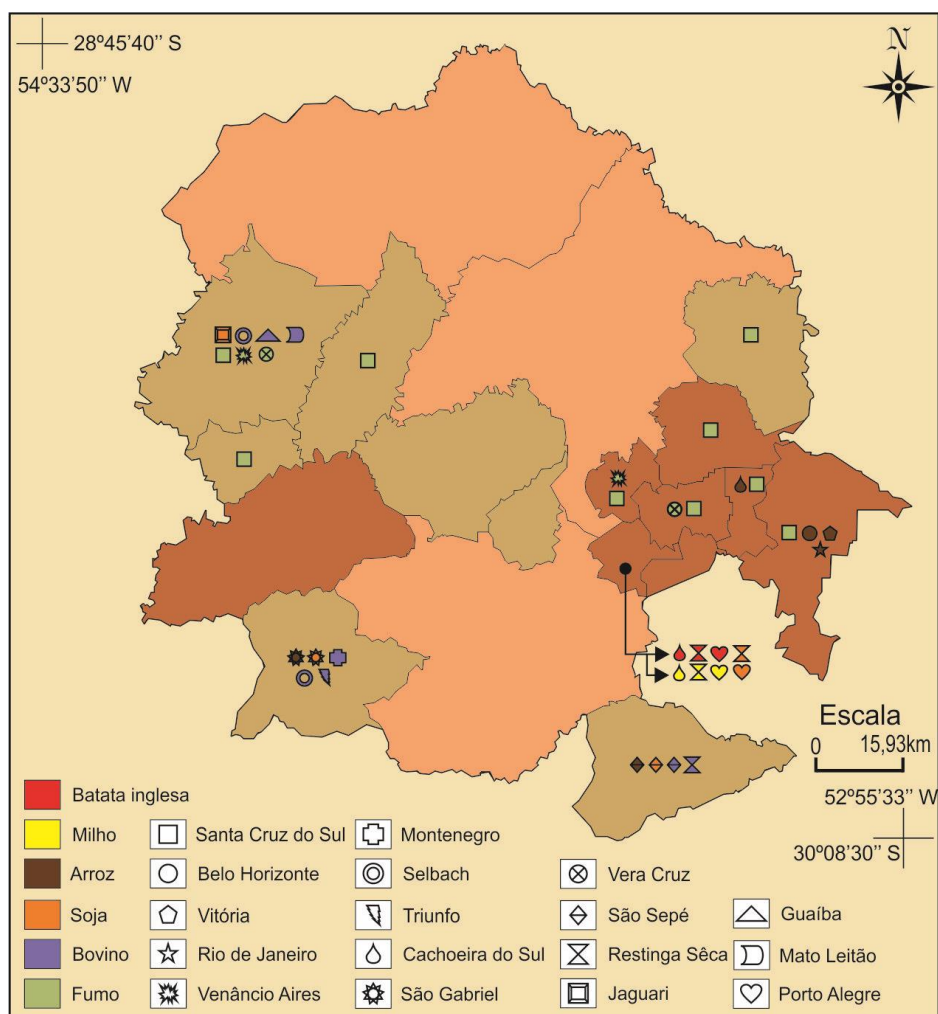 28º45'40'' S
54º33'50'' W
N
Escala
0 15,93km
52º55'33'' W
30º08'30'' S
Batata inglesa
Milho
Santa Cruz do Sul
Montenegro
Arroz
Belo Horizonte
Selbach
Vera Cruz
Soja
Vitória
Triunfo
São Sepé
Guaíba
Bovino
Rio de Janeiro
Cachoeira do Sul
Restinga Sêca
Mato Leitão
Fumo
Venâncio Aires
São Gabriel
Jaguari
Porto Alegre